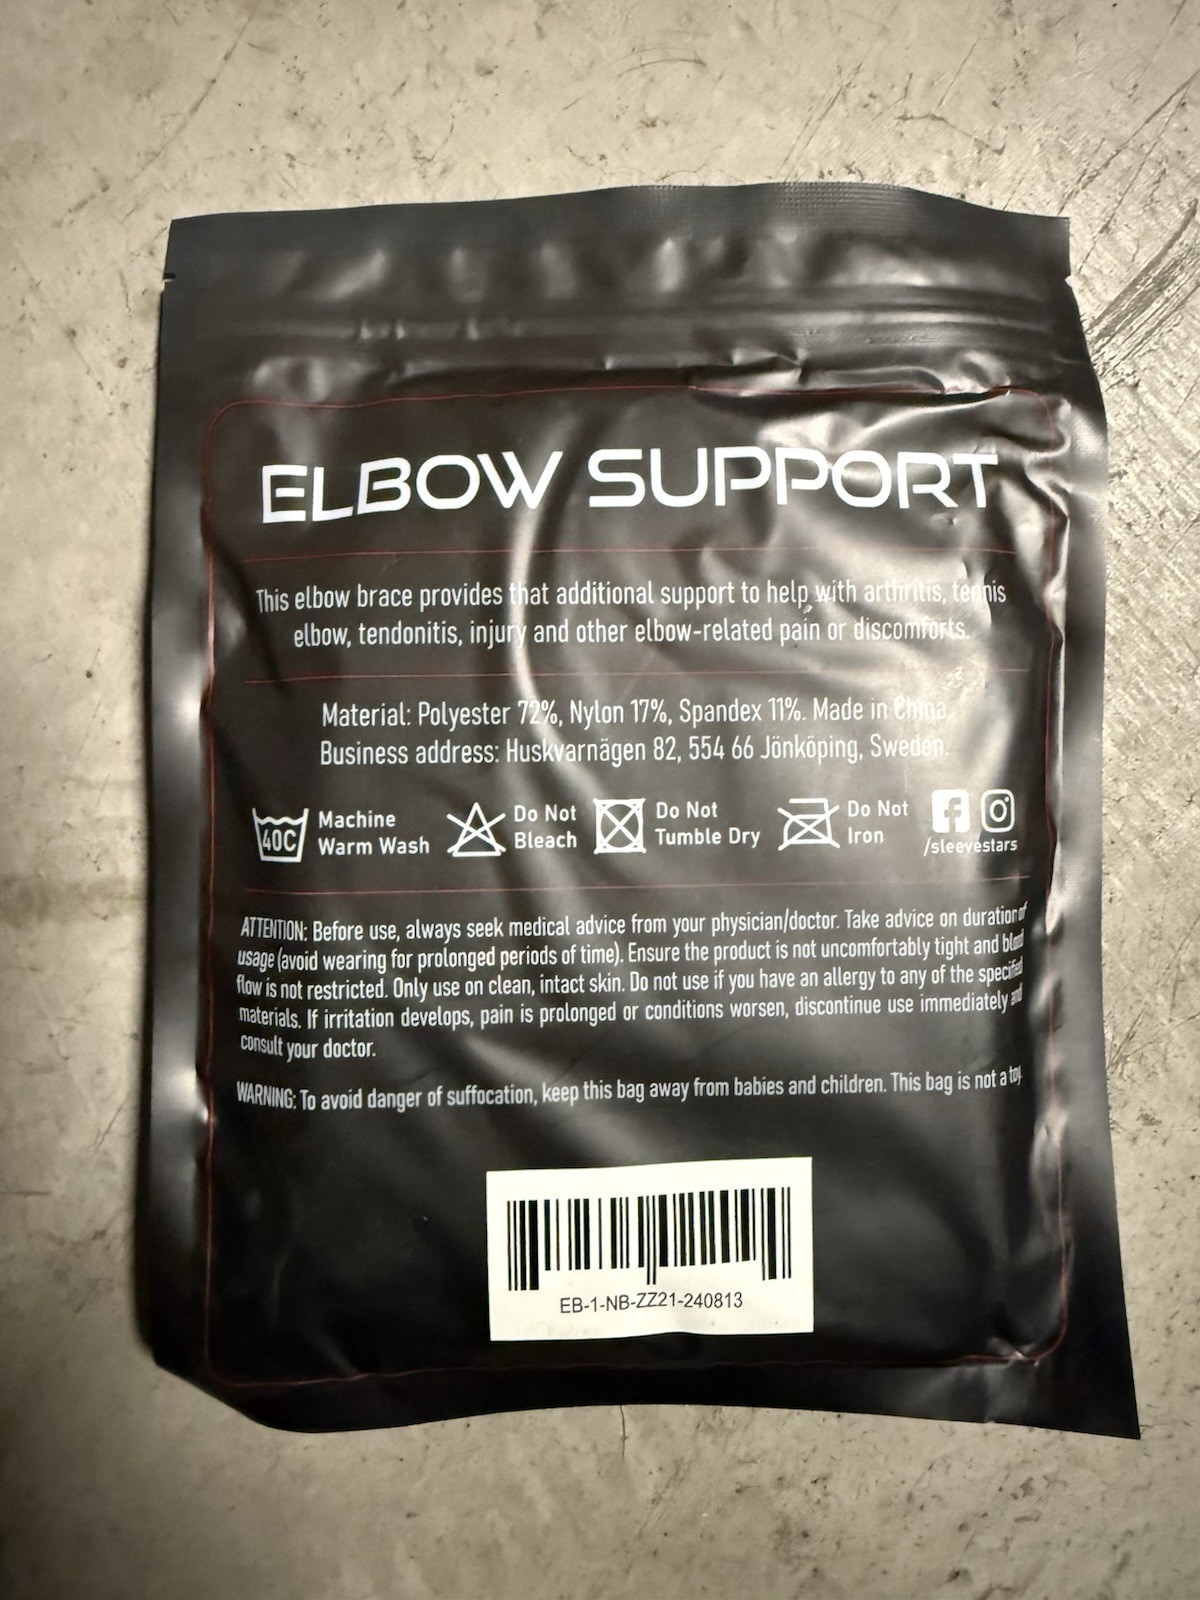 ELBOW SUPPORT
This elbow brace provides that additional support to help with arthritis, tennis
elbow, tendonitis, injury and other elbow-related pain or discomforts.
Material: Polyester 72%, Nylon 17%, Spandex 11%. Made in China.
Business address: Huskvarnägen 82, 554 66 Jönköping, Sweden.
40C Machine
Warm Wash
Do Not
Bleach
Do Not
Tumble Dry
Do Not
Iron
/sleevestars
ATTENTION: Before use, always seek medical advice from your physician/doctor. Take advice on duration of
usage (avoid wearing for prolonged periods of time). Ensure the product is not uncomfortably tight and blood
flow is not restricted. Only use on clean, intact skin. Do not use if you have an allergy to any of the specified
materials. If irritation develops, pain is prolonged or conditions worsen, discontinue use immediately and
consult your doctor.
WARNING: To avoid danger of suffocation, keep this bag away from babies and children. This bag is not a toy.
EB-1-NB-ZZ21-240813